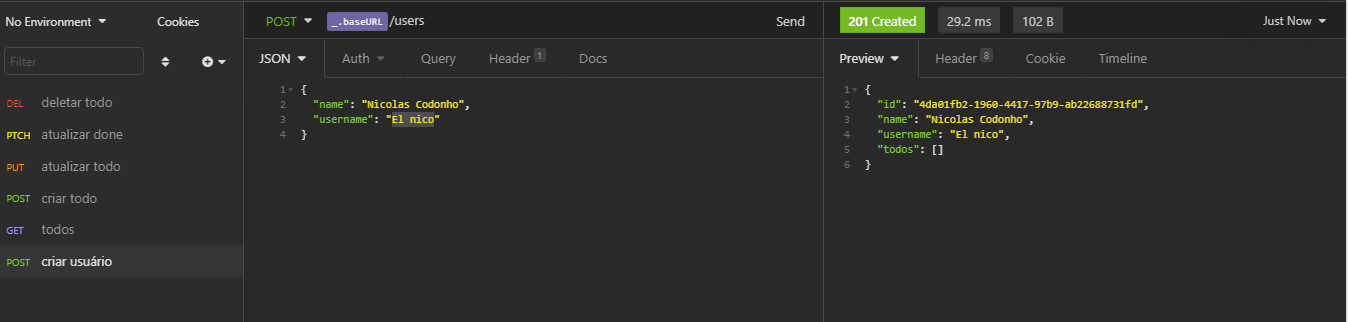 No Environment
Cookies
Filter
DEL deletar todo
PTCH atualizar done
PUT atualizar todo
POST criar todo
GET todos
POST criar usuário
POST _.baseURL /users Send
JSON Auth Query Header 1 Docs
1 {
2 "name": "Nicolas Codonho",
3 "username": "El nico"
4 }
201 Created 29.2 ms 102 B Just Now
Preview Header 8 Cookie Timeline
1 {
2 "id": "4da01fb2-1960-4417-97b9-ab22688731fd",
3 "name": "Nicolas Codonho",
4 "username": "El nico",
5 "todos": []
6 }